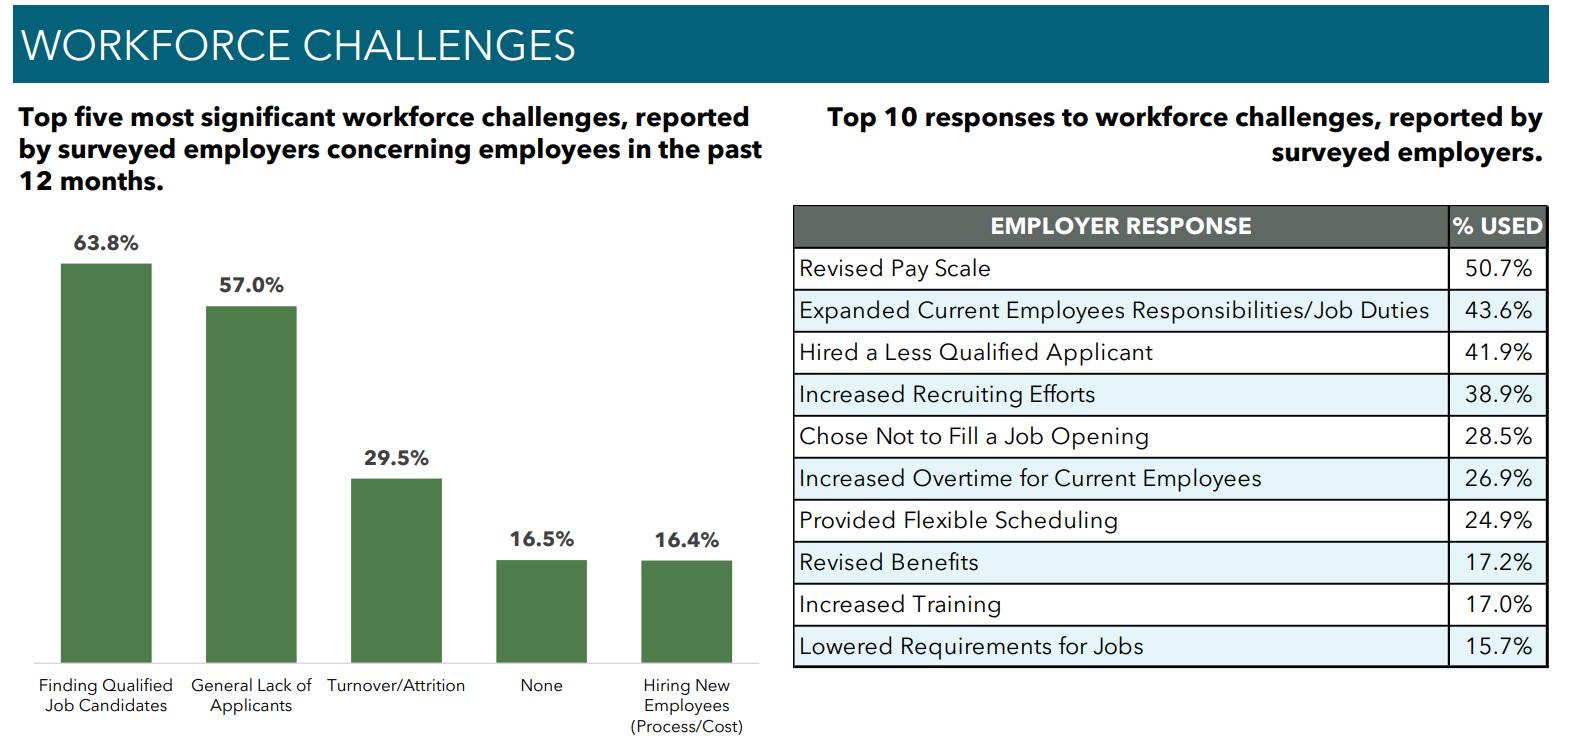 WORKFORCE CHALLENGES
Top five most significant workforce challenges, reported
by surveyed employers concerning employees in the past
12 months.
63.8%
57.0%
29.5%
16.5%
16.4%
Finding Qualified
Job Candidates
General Lack of
Applicants
Turnover/Attrition
None
Hiring New
Employees
(Process/Cost)
Top 10 responses to workforce challenges, reported by
surveyed employers.
EMPLOYER RESPONSE % USED
Revised Pay Scale 50.7%
Expanded Current Employees Responsibilities/Job Duties 43.6%
Hired a Less Qualified Applicant 41.9%
Increased Recruiting Efforts 38.9%
Chose Not to Fill a Job Opening 28.5%
Increased Overtime for Current Employees 26.9%
Provided Flexible Scheduling 24.9%
Revised Benefits 17.2%
Increased Training 17.0%
Lowered Requirements for Jobs 15.7%